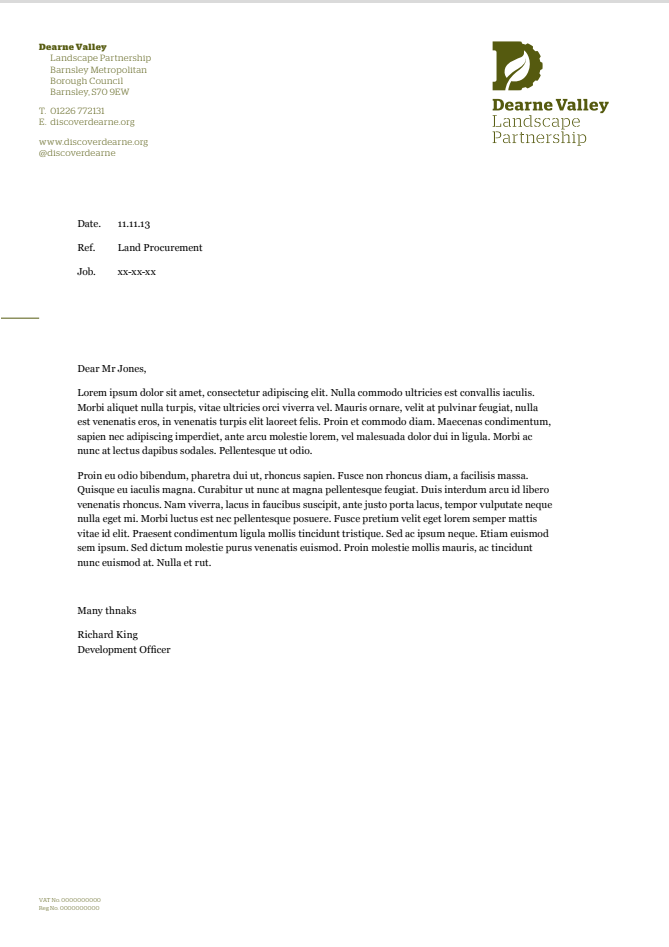 Dearne Valley
Landscape Partnership
Barnsley Metropolitan
Borough Council
Barnsley, S70 9EW
T. 01226 772131
E. discoverdearne.org
www.discoverdearne.org
@discoverdearne
Dearne Valley
Landscape
Partnership
Date. 11.11.13
Ref. Land Procurement
Job. xx-xx-xx
Dear Mr Jones,
Lorem ipsum dolor sit amet, consectetur adipiscing elit. Nulla commodo ultricies est convallis iaculis.
Morbi aliquet nulla turpis, vitae ultricies orci viverra vel. Mauris ornare, velit at pulvinar feugiat, nulla
est venenatis eros, in venenatis turpis elit laoreet felis. Proin et commodo diam. Maecenas condimentum,
sapien nec adipiscing imperdiet, ante arcu molestie lorem, vel malesuada dolor dui in ligula. Morbi ac
nunc at lectus dapibus sodales. Pellentesque ut odio.
Proin eu odio bibendum, pharetra dui ut, rhoncus sapien. Fusce non rhoncus diam, a facilisis massa.
Quisque eu iaculis magna. Curabitur ut nunc at magna pellentesque feugiat. Duis interdum arcu id libero
venenatis rhoncus. Nam viverra, lacus in faucibus suscipit, ante justo porta lacus, tempor vulputate neque
nulla eget mi. Morbi luctus est nec pellentesque posuere. Fusce pretium velit eget lorem semper mattis
vitae id elit. Praesent condimentum ligula mollis tincidunt tristique. Sed ac ipsum neque. Etiam euismod
sem ipsum. Sed dictum molestie purus venenatis euismod. Proin molestie mollis mauris, ac tincidunt
nunc euismod at. Nulla et rut.
Many thnaks
Richard King
Development Officer
VAT No: 0000000000
Reg No: 0000000000